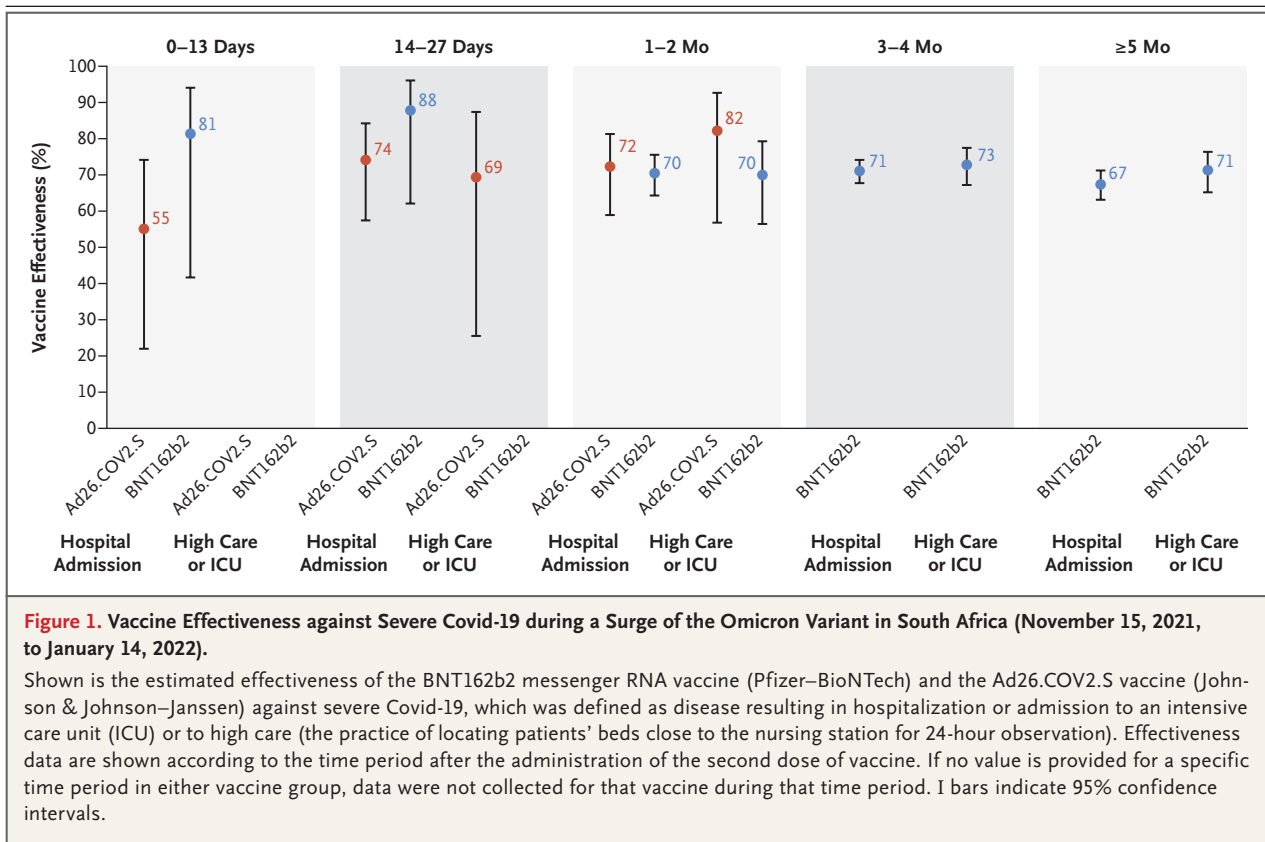 0–13 Days 14–27 Days 1–2 Mo 3–4 Mo ≥5 Mo
Vaccine Effectiveness (%)
100
90
80
70
60
50
40
30
20
10
0
55
81
74
88
69
72
70
82
70
71
73
67
71
Ad26.COV2.S BNT162b2 Ad26.COV2.S BNT162b2 Ad26.COV2.S BNT162b2 Ad26.COV2.S BNT162b2 Ad26.COV2.S BNT162b2 Ad26.COV2.S BNT162b2 BNT162b2 BNT162b2 BNT162b2 BNT162b2
Hospital High Care Hospital High Care Hospital High Care Hospital High Care Hospital High Care
Admission or ICU Admission or ICU Admission or ICU Admission or ICU Admission or ICU
Figure 1. Vaccine Effectiveness against Severe Covid-19 during a Surge of the Omicron Variant in South Africa (November 15, 2021,
to January 14, 2022).
Shown is the estimated effectiveness of the BNT162b2 messenger RNA vaccine (Pfizer–BioNTech) and the Ad26.COV2.S vaccine (John-
son & Johnson–Janssen) against severe Covid-19, which was defined as disease resulting in hospitalization or admission to an intensive
care unit (ICU) or to high care (the practice of locating patients' beds close to the nursing station for 24-hour observation). Effectiveness
data are shown according to the time period after the administration of the second dose of vaccine. If no value is provided for a specific
time period in either vaccine group, data were not collected for that vaccine during that time period. I bars indicate 95% confidence
intervals.